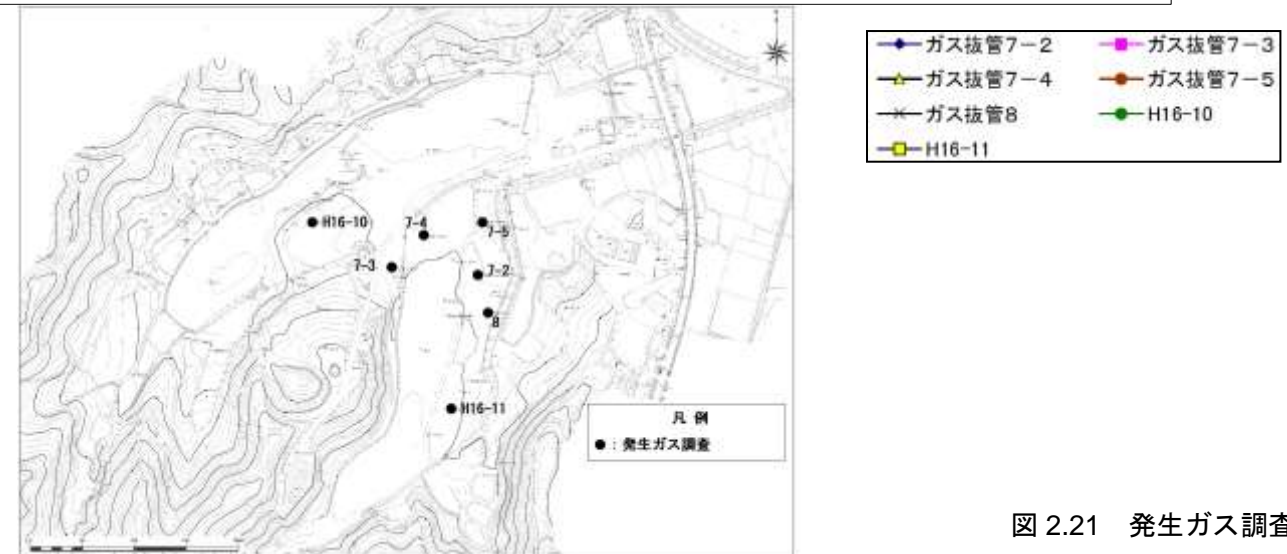 ガス抜管7-2 ガス抜管7-3
ガス抜管7-4 ガス抜管7-5
ガス抜管8 H16-10
H16-11
H16-10
7-4
7-5
7-3
7-2
8
H16-11
凡 例
●:発生ガス調査
図 2.21 発生ガス調査